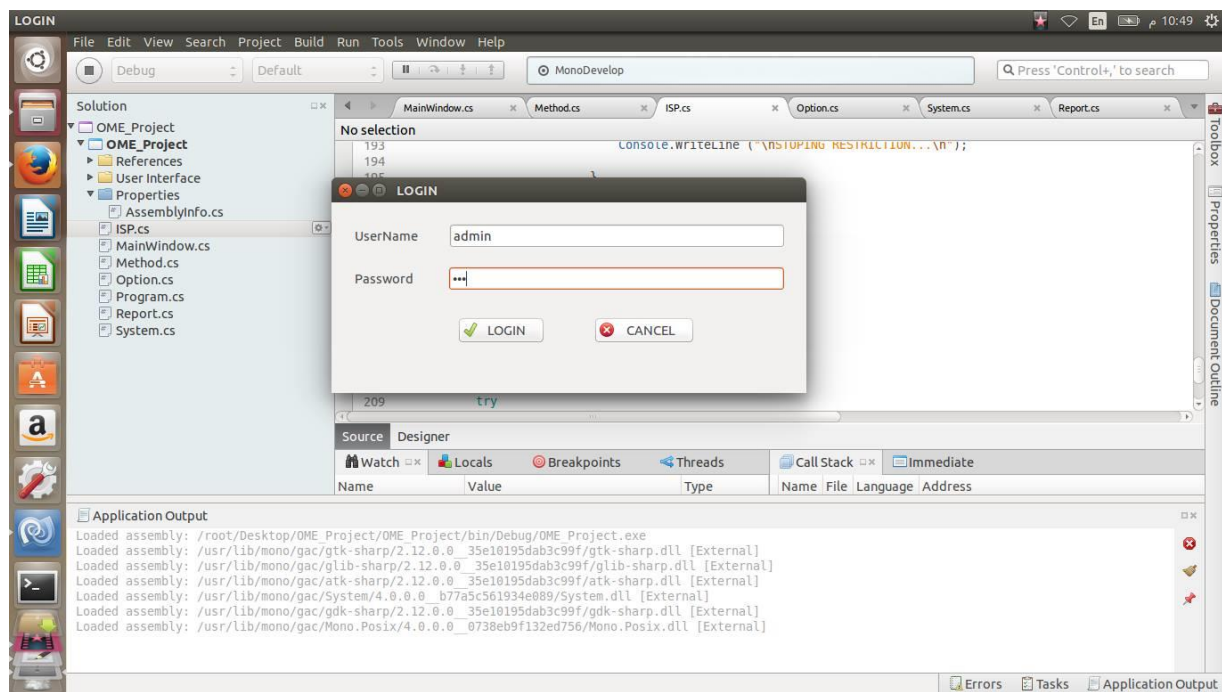 LOGIN
En
م 10:49
File Edit View Search Project Build Run Tools Window Help
Debug
Default
MonoDevelop
Press 'Control+,' to search
Solution
OME_Project
OME_Project
References
User Interface
Properties
AssemblyInfo.cs
ISP.cs
MainWindow.cs
Method.cs
Option.cs
Program.cs
Report.cs
System.cs
MainWindow.cs
Method.cs
ISP.cs
Option.cs
System.cs
Report.cs
No selection
193 Console.WriteLine ("\nSTOPING RESTRICTION...\n");
194
195 }
LOGIN
UserName admin
Password •••
LOGIN
CANCEL
209 try
Source Designer
Watch Locals Breakpoints Threads
Name Value Type
Call Stack Immediate
Name File Language Address
Toolbox
Properties
Document Outline
Application Output
Loaded assembly: /root/Desktop/OME_Project/OME_Project/bin/Debug/OME_Project.exe
Loaded assembly: /usr/lib/mono/gac/gtk-sharp/2.12.0.0__35e10195dab3c99f/gtk-sharp.dll [External]
Loaded assembly: /usr/lib/mono/gac/glib-sharp/2.12.0.0__35e10195dab3c99f/glib-sharp.dll [External]
Loaded assembly: /usr/lib/mono/gac/atk-sharp/2.12.0.0__35e10195dab3c99f/atk-sharp.dll [External]
Loaded assembly: /usr/lib/mono/gac/System/4.0.0.0__b77a5c561934e089/System.dll [External]
Loaded assembly: /usr/lib/mono/gac/gdk-sharp/2.12.0.0__35e10195dab3c99f/gdk-sharp.dll [External]
Loaded assembly: /usr/lib/mono/gac/Mono.Posix/4.0.0.0__0738eb9f132ed756/Mono.Posix.dll [External]
Errors Tasks Application Output